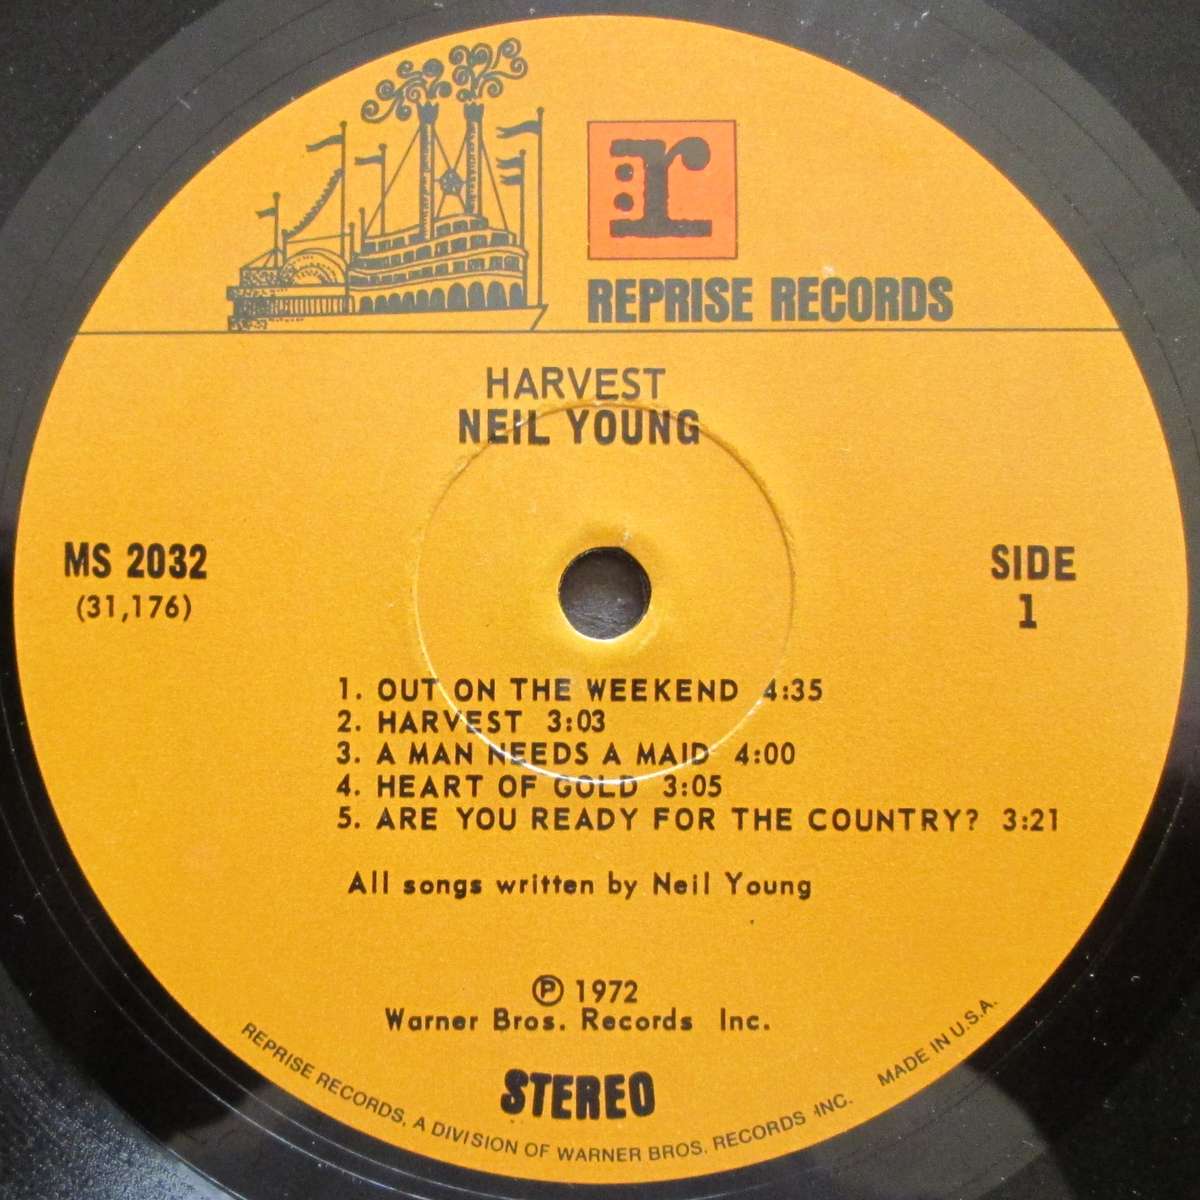 r:
REPRISE RECORDS
HARVEST
NEIL YOUNG
MS 2032
(31,176)
SIDE
1
1. OUT ON THE WEEKEND 4:35
2. HARVEST 3:03
3. A MAN NEEDS A MAID 4:00
4. HEART OF GOLD 3:05
5. ARE YOU READY FOR THE COUNTRY? 3:21
All songs written by Neil Young
Ⓟ 1972
Warner Bros. Records Inc.
STEREO
REPRISE RECORDS, A DIVISION OF WARNER BROS. RECORDS INC. MADE IN U.S.A.